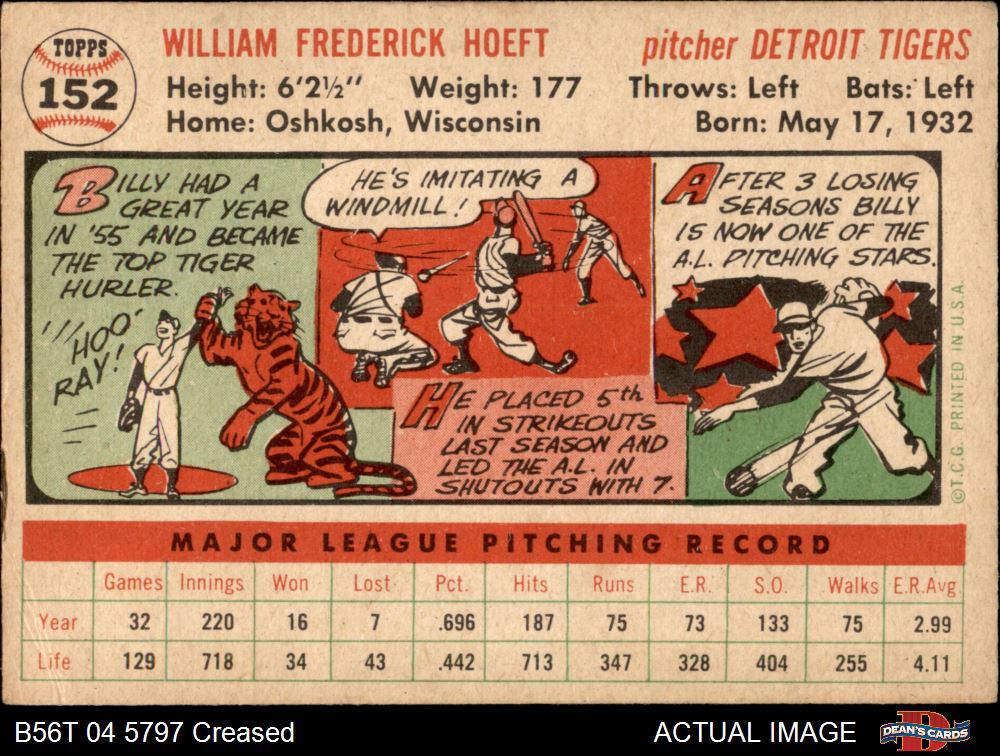 TOPPS
152
WILLIAM FREDERICK HOEFT
pitcher DETROIT TIGERS
Height: 6'2½" Weight: 177 Throws: Left Bats: Left
Home: Oshkosh, Wisconsin Born: May 17, 1932
BILLY HAD A
GREAT YEAR
IN '55 AND BECAME
THE TOP TIGER
HURLER.
HOO
RAY!
HE'S IMITATING A
WINDMILL!
HE PLACED 5th
IN STRIKEOUTS
LAST SEASON AND
LED THE A.L. IN
SHUTOUTS WITH 7.
AFTER 3 LOSING
SEASONS BILLY
IS NOW ONE OF THE
A.L. PITCHING STARS.
©T.C.G. PRINTED IN U.S.A.
MAJOR LEAGUE PITCHING RECORD
Games Innings Won Lost Pct. Hits Runs E.R. S.O. Walks E.R.Avg.
Year 32 220 16 7 .696 187 75 73 133 75 2.99
Life 129 718 34 43 .442 713 347 328 404 255 4.11
B56T 04 5797 Creased
ACTUAL IMAGE
D
DEAN'S CARDS